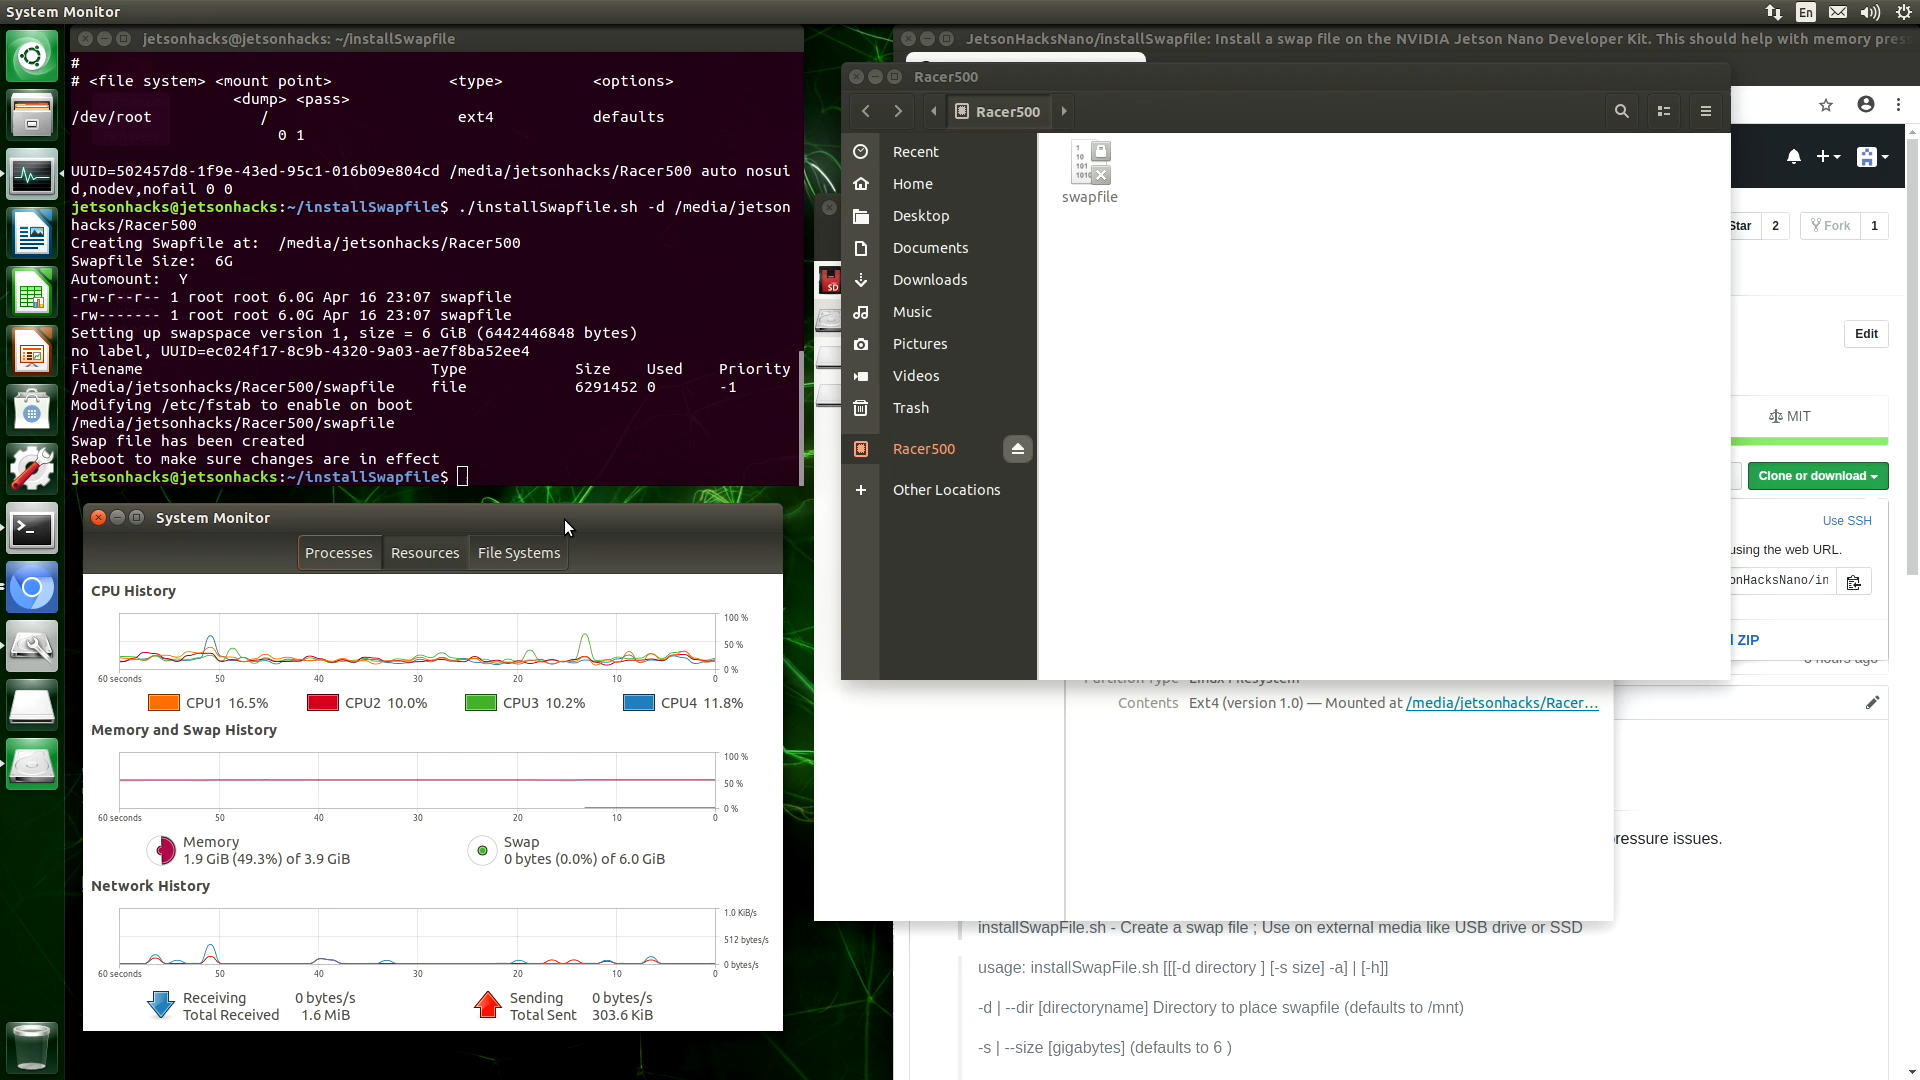 System Monitor
En
jetsonhacks@jetsonhacks: ~/installSwapfile
#
# <file system> <mount point> <type> <options>
<dump> <pass>
/dev/root / ext4 defaults
0 1
UUID=502457d8-1f9e-43ed-95c1-016b09e804cd /media/jetsonhacks/Racer500 auto nosui
d,nodev,nofail 0 0
jetsonhacks@jetsonhacks:~/installSwapfile$ ./installSwapfile.sh -d /media/jetson
hacks/Racer500
Creating Swapfile at: /media/jetsonhacks/Racer500
Swapfile Size: 6G
Automount: Y
-rw-r--r-- 1 root root 6.0G Apr 16 23:07 swapfile
-rw------- 1 root root 6.0G Apr 16 23:07 swapfile
Setting up swapspace version 1, size = 6 GiB (6442446848 bytes)
no label, UUID=ec024f17-8c9b-4320-9a03-ae7f8ba52ee4
Filename Type Size Used Priority
/media/jetsonhacks/Racer500/swapfile file 6291452 0 -1
Modifying /etc/fstab to enable on boot
/media/jetsonhacks/Racer500/swapfile
Swap file has been created
Reboot to make sure changes are in effect
jetsonhacks@jetsonhacks:~/installSwapfile$
System Monitor
Processes Resources File Systems
CPU History
100 %
50 %
0 %
60 seconds 50 40 30 20 10 0
CPU1 16.5% CPU2 10.0% CPU3 10.2% CPU4 11.8%
Memory and Swap History
100 %
50 %
0 %
60 seconds 50 40 30 20 10 0
Memory
1.9 GiB (49.3%) of 3.9 GiB
Swap
0 bytes (0.0%) of 6.0 GiB
Network History
1.0 KiB/s
512 bytes/s
0 bytes/s
60 seconds 50 40 30 20 10 0
Receiving 0 bytes/s
Total Received 1.6 MiB
Sending 0 bytes/s
Total Sent 303.6 KiB
JetsonHacksNano/installSwapfile: Install a swap file on the NVIDIA Jetson Nano Developer Kit. This should help with memory pres
Racer500
Racer500
Recent
Home
Desktop
Documents
Downloads
Music
Pictures
Videos
Trash
Racer500
Other Locations
swapfile
Star 2 Fork 1
Edit
MIT
Clone or download
Use SSH
using the web URL.
onHacksNano/in
ZIP
hours ago
Partition Type Linux Filesystem
Contents Ext4 (version 1.0) — Mounted at /media/jetsonhacks/Racer...
pressure issues.
installSwapFile.sh - Create a swap file ; Use on external media like USB drive or SSD
usage: installSwapFile.sh [[[-d directory ] [-s size] -a] | [-h]]
-d | --dir [directoryname] Directory to place swapfile (defaults to /mnt)
-s | --size [gigabytes] (defaults to 6 )